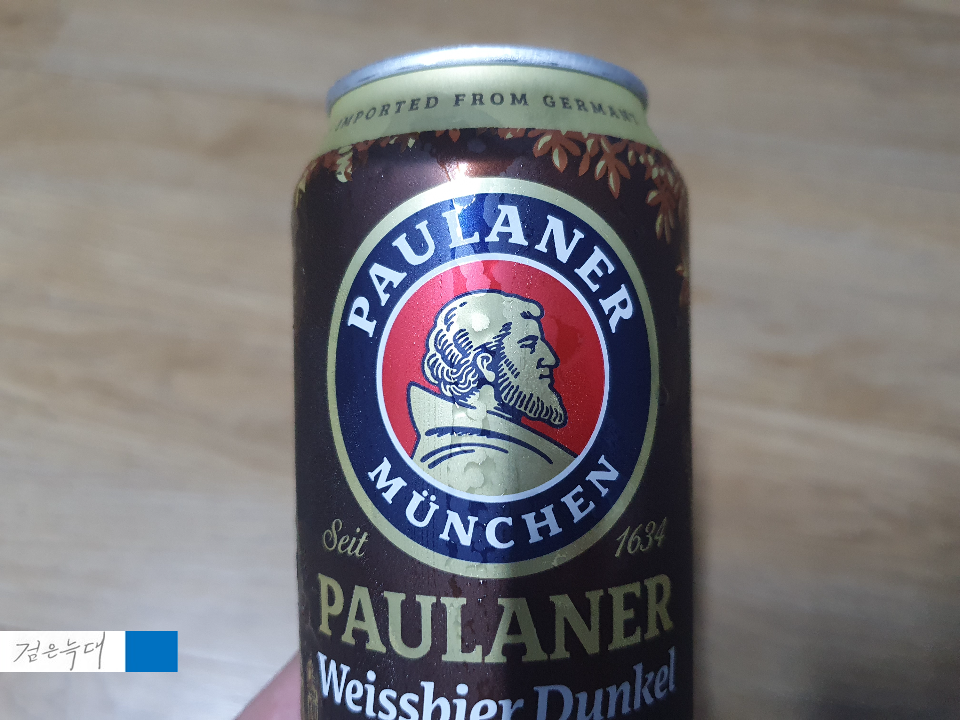 IMPORTED FROM GERMANY
PAULANER
MÜNCHEN
Seit 1634
PAULANER
Weissbier Dunkel
검은늑대